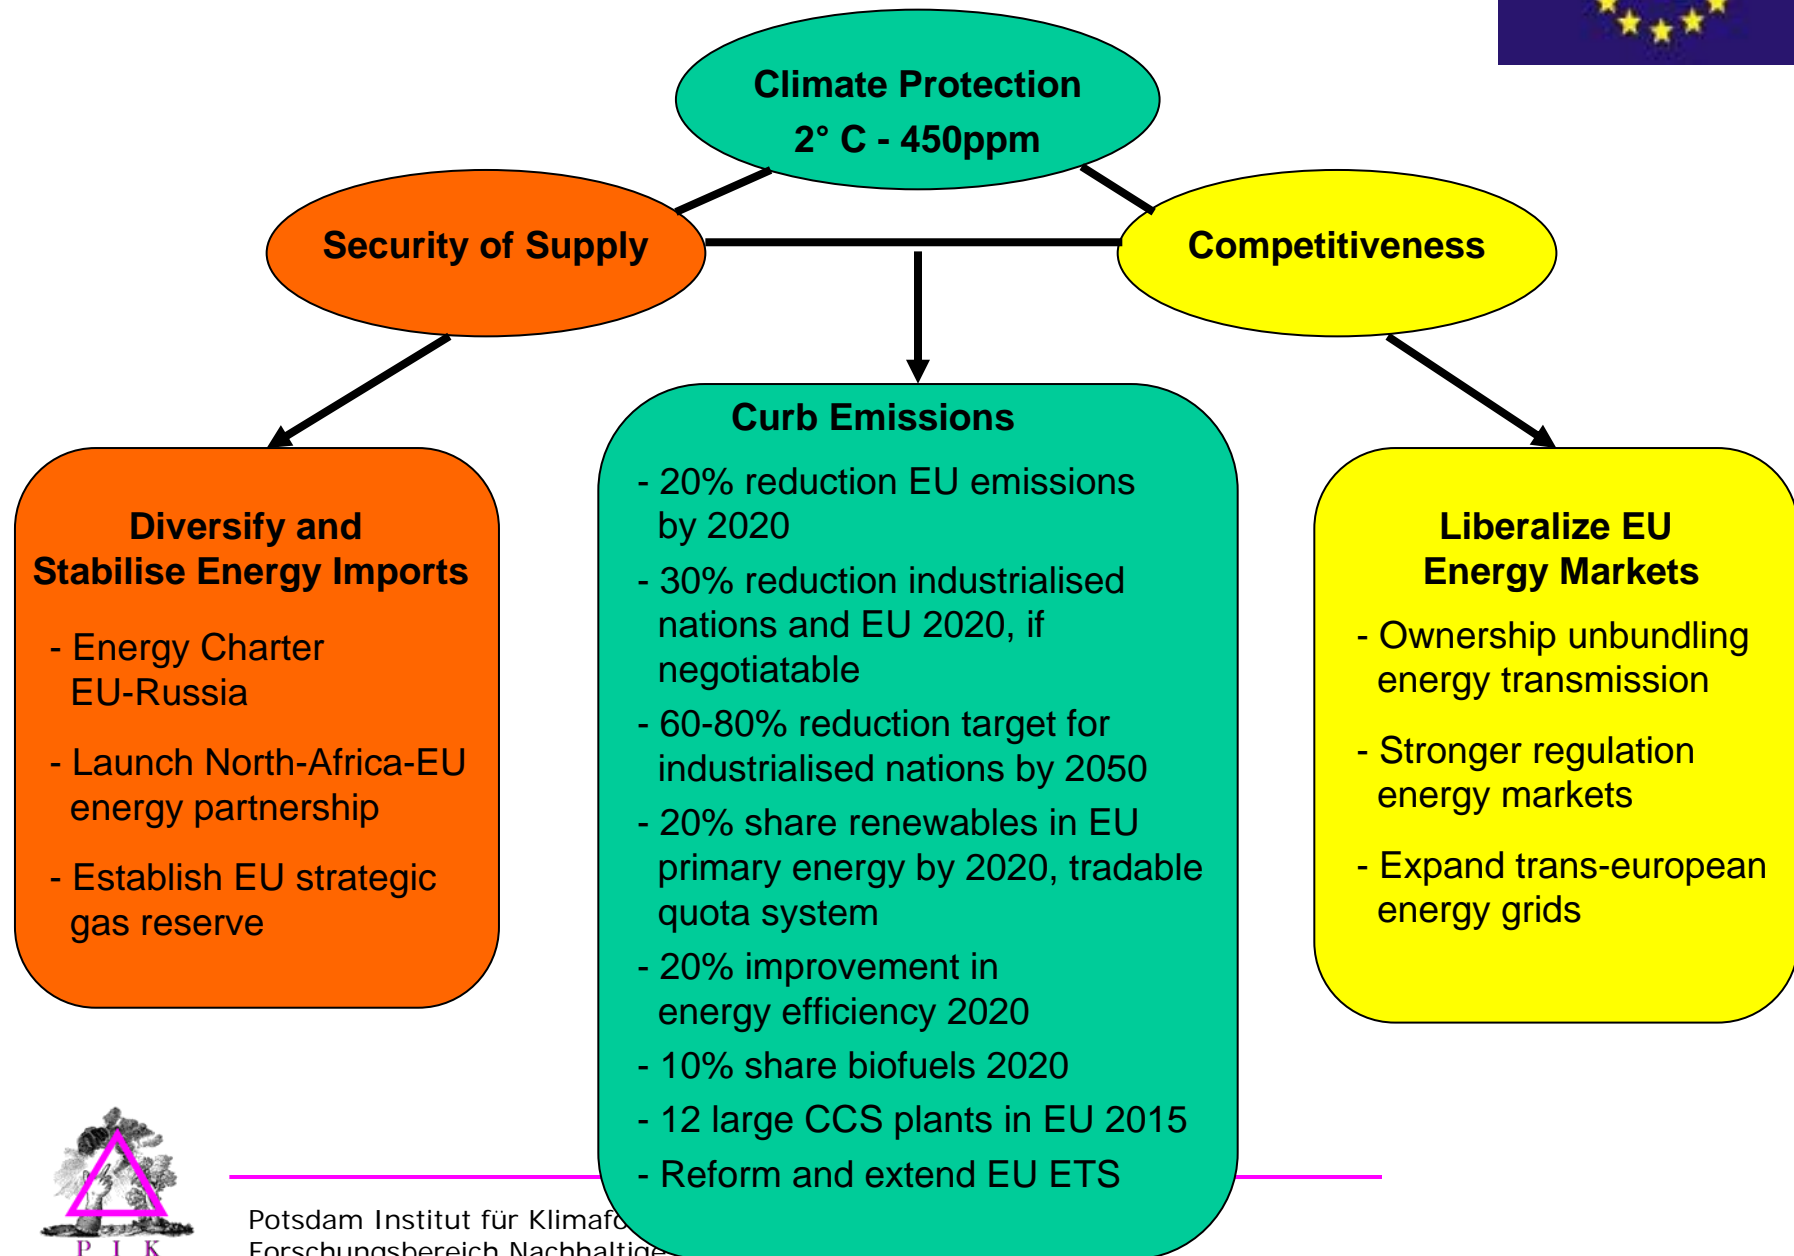 Climate Protection
2° C - 450ppm
Security of Supply
Competitiveness
Diversify and
Stabilise Energy Imports
- Energy Charter
EU-Russia
- Launch North-Africa-EU
energy partnership
- Establish EU strategic
gas reserve
Curb Emissions
- 20% reduction EU emissions
by 2020
- 30% reduction industrialised
nations and EU 2020, if
negotiatable
- 60-80% reduction target for
industrialised nations by 2050
- 20% share renewables in EU
primary energy by 2020, tradable
quota system
- 20% improvement in
energy efficiency 2020
- 10% share biofuels 2020
- 12 large CCS plants in EU 2015
- Reform and extend EU ETS
Liberalize EU
Energy Markets
- Ownership unbundling
energy transmission
- Stronger regulation
energy markets
- Expand trans-european
energy grids
P I K
Potsdam Institut für
Forschungsbereich